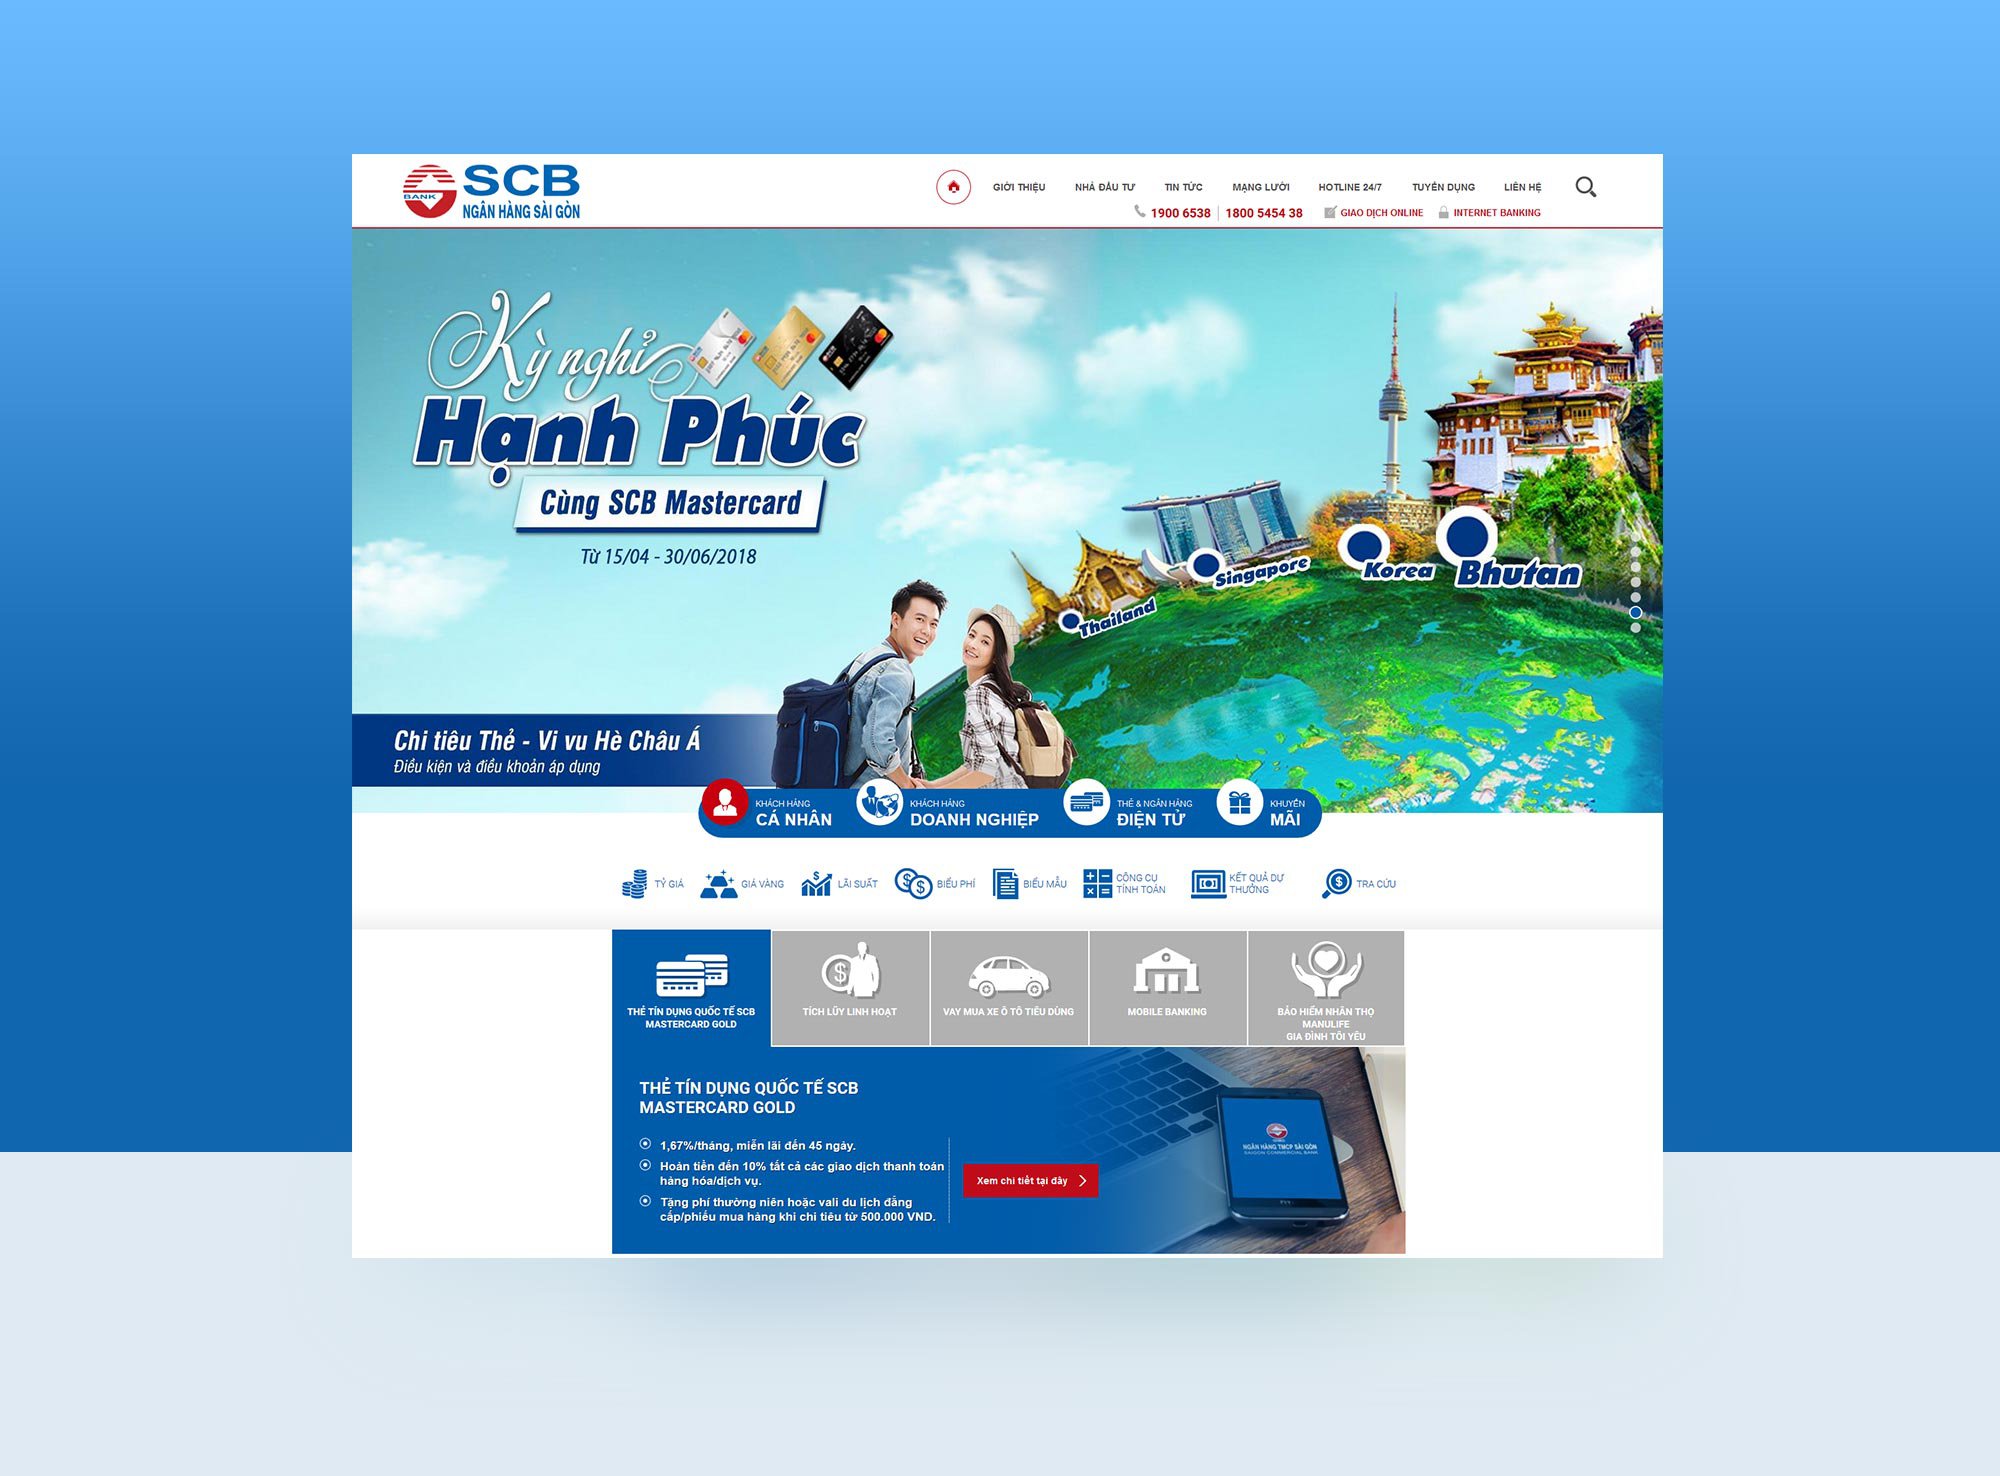 SCB
BANK
NGÂN HÀNG SÀI GÒN
GIỚI THIỆU
NHÀ ĐẦU TƯ
TIN TỨC
MẠNG LƯỚI
HOTLINE 24/7
TUYỂN DỤNG
LIÊN HỆ
1900 6538
1800 5454 38
GIAO DỊCH ONLINE
INTERNET BANKING
Kỳ nghỉ
Hạnh Phúc
Cùng SCB Mastercard
Từ 15/04 - 30/06/2018
Thailand
Singapore
Korea
Bhutan
Chi tiêu Thẻ - Vi vu Hè Châu Á
Điều kiện và điều khoản áp dụng
KHÁCH HÀNG
CÁ NHÂN
KHÁCH HÀNG
DOANH NGHIỆP
THẺ & NGÂN HÀNG
ĐIỆN TỬ
KHUYẾN
MÃI
TỶ GIÁ
GIÁ VÀNG
LÃI SUẤT
BIỂU PHÍ
BIỂU MẪU
CÔNG CỤ
TÍNH TOÁN
KẾT QUẢ DỰ
THƯỞNG
TRA CỨU
THẺ TÍN DỤNG QUỐC TẾ SCB
MASTERCARD GOLD
TÍCH LŨY LINH HOẠT
VAY MUA XE Ô TÔ TIÊU DÙNG
MOBILE BANKING
BẢO HIỂM NHÂN THỌ
MANULIFE
GIA ĐÌNH TÔI YÊU
THẺ TÍN DỤNG QUỐC TẾ SCB
MASTERCARD GOLD
1,67%/tháng, miễn lãi đến 45 ngày.
Hoàn tiền đến 10% tất cả các giao dịch thanh toán
hàng hóa/dịch vụ.
Tặng phí thường niên hoặc vali du lịch đẳng
cấp/phiếu mua hàng khi chi tiêu từ 500.000 VND.
Xem chi tiết tại đây
NGÂN HÀNG TMCP SÀI GÒN
SAIGON COMMERCIAL BANK